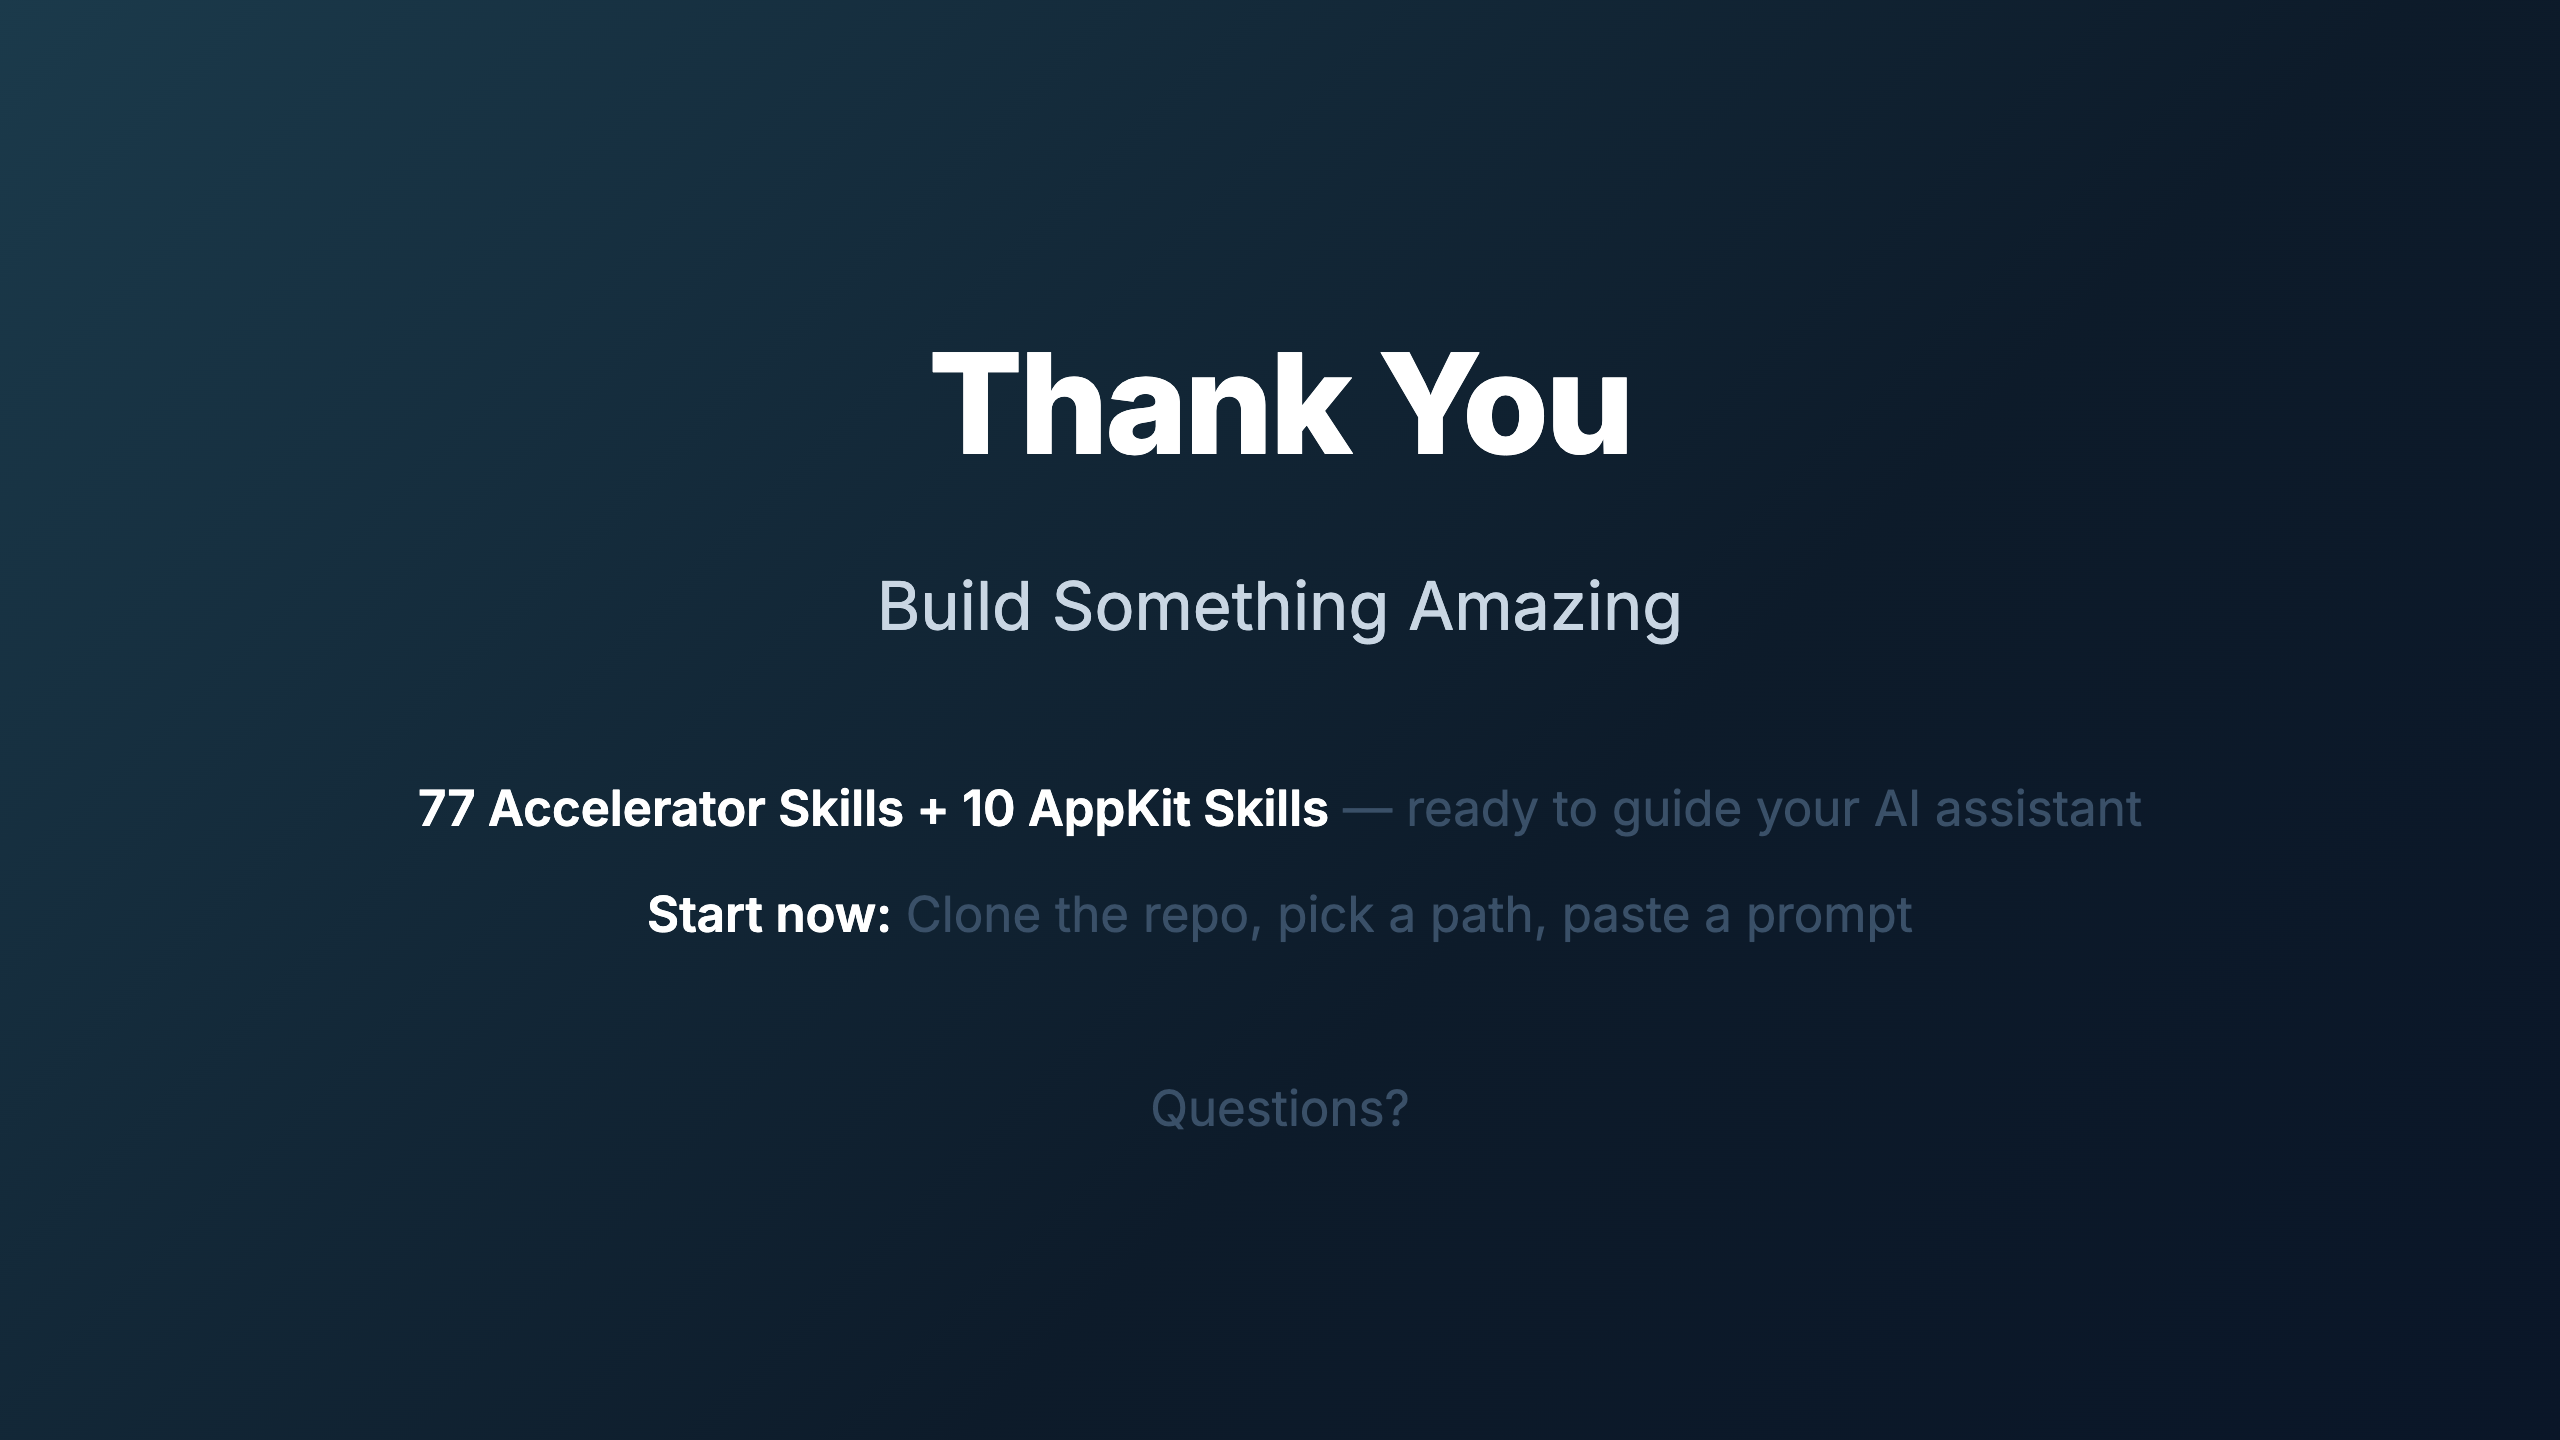 Thank You
Build Something Amazing
77 Accelerator Skills + 10 AppKit Skills — ready to guide your AI assistant
Start now: Clone the repo, pick a path, paste a prompt
Questions?